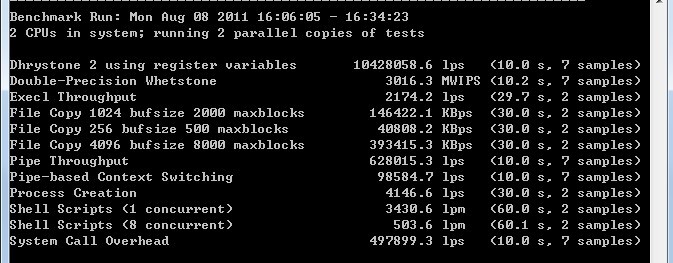 Benchmark Run: Mon Aug 08 2011 16:06:05 - 16:34:23
2 CPUs in system; running 2 parallel copies of tests
Dhrystone 2 using register variables 10428058.6 lps (10.0 s, 7 samples)
Double-Precision Whetstone 3016.3 MWIPS (10.2 s, 7 samples)
Execl Throughput 2174.2 lps (29.7 s, 2 samples)
File Copy 1024 bufsize 2000 maxblocks 146422.1 KBps (30.0 s, 2 samples)
File Copy 256 bufsize 500 maxblocks 40808.2 KBps (30.0 s, 2 samples)
File Copy 4096 bufsize 8000 maxblocks 393415.3 KBps (30.0 s, 2 samples)
Pipe Throughput 628015.3 lps (10.0 s, 7 samples)
Pipe-based Context Switching 98584.7 lps (10.0 s, 7 samples)
Process Creation 4146.6 lps (30.0 s, 2 samples)
Shell Scripts (1 concurrent) 3430.6 lpm (60.0 s, 2 samples)
Shell Scripts (8 concurrent) 503.6 lpm (60.1 s, 2 samples)
System Call Overhead 497899.3 lps (10.0 s, 7 samples)